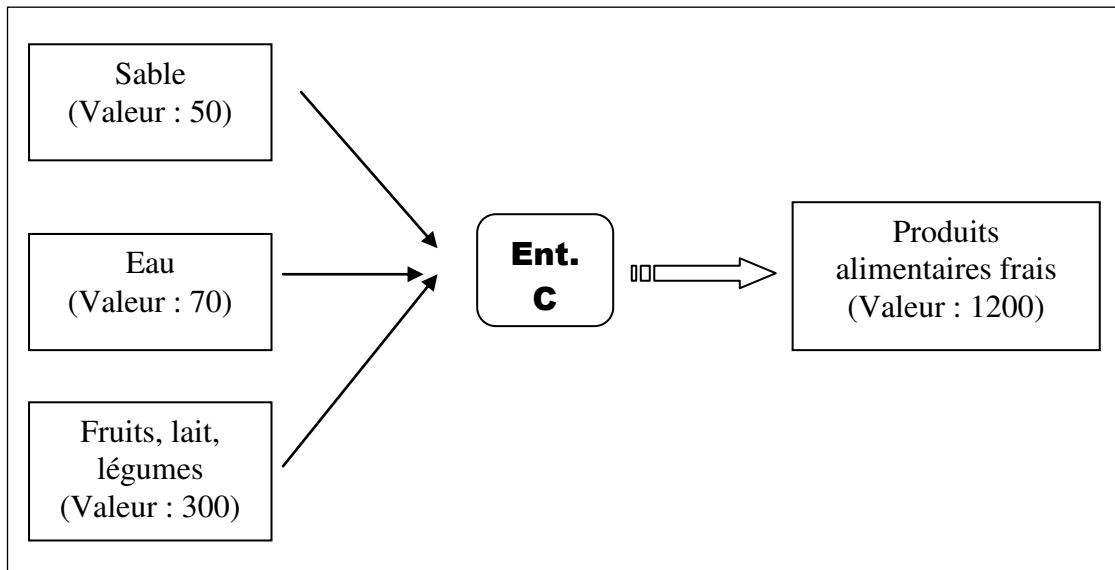 Sable
(Valeur : 50)
Eau
(Valeur : 70)
Fruits, lait,
légumes
(Valeur : 300)
Ent.
C
Produits
alimentaires frais
(Valeur : 1200)